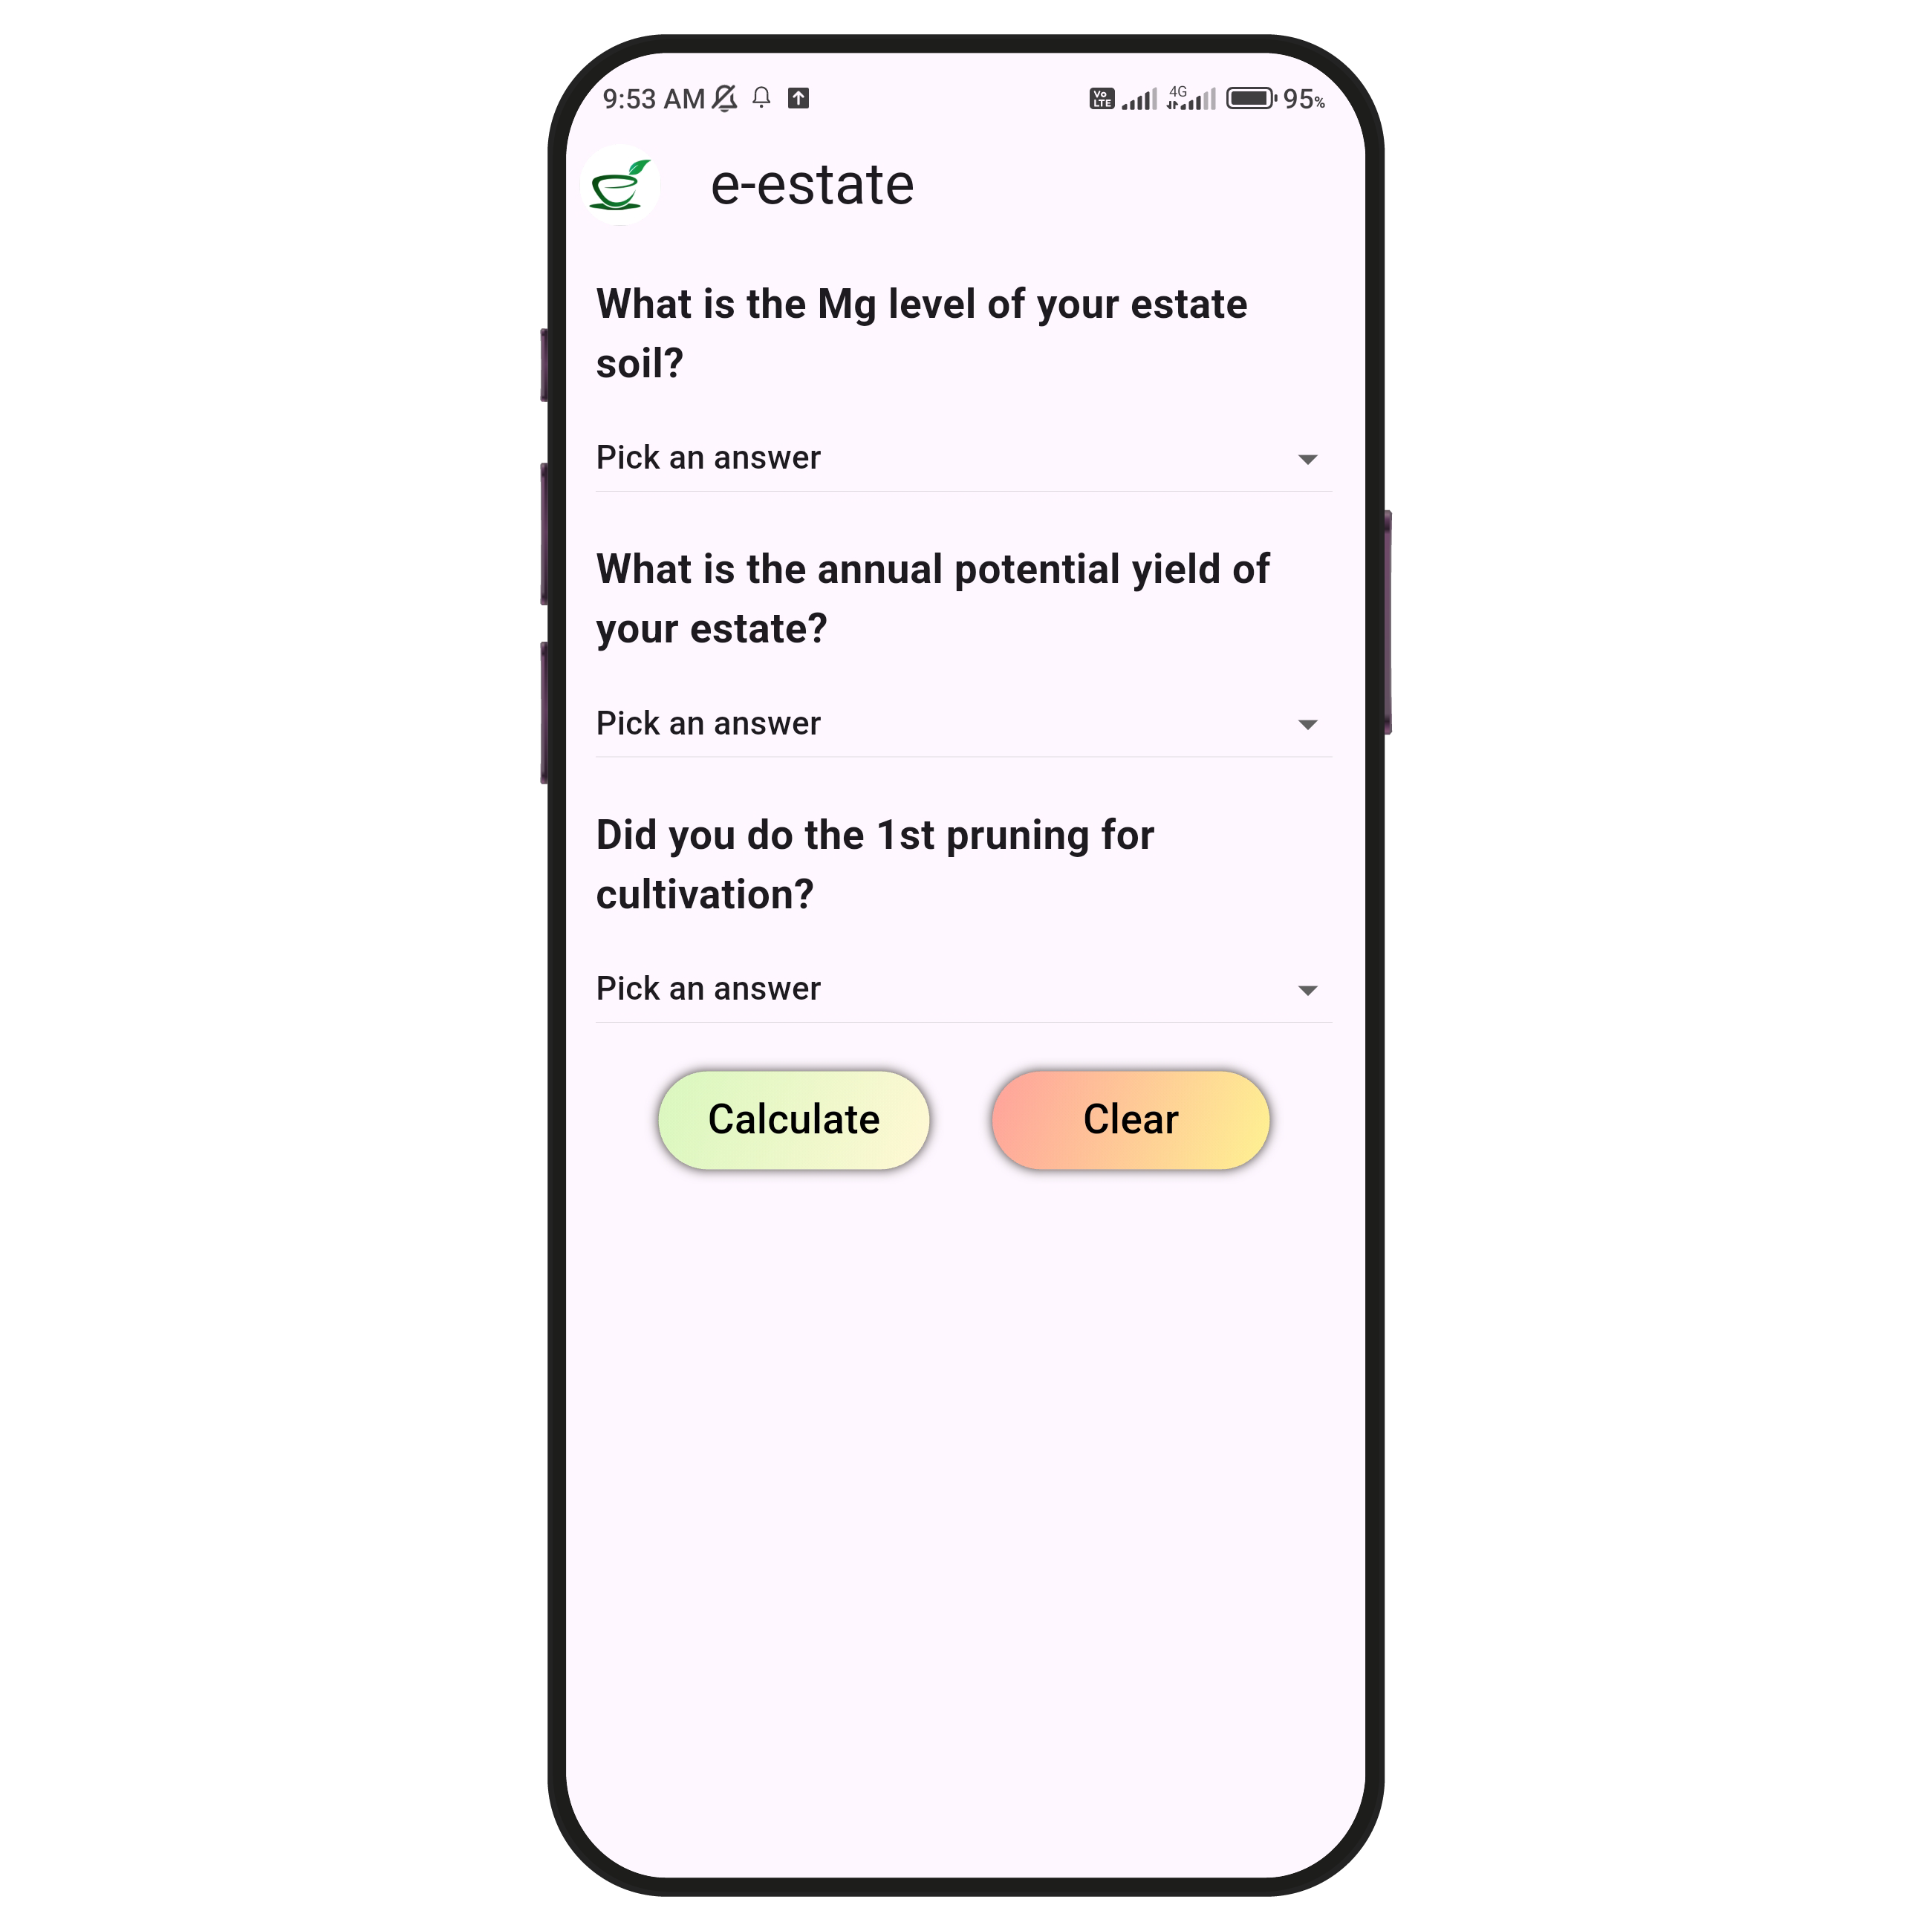 9:53 AM Vo LTE 4G 95%
e-estate
What is the Mg level of your estate
soil?
Pick an answer
What is the annual potential yield of
your estate?
Pick an answer
Did you do the 1st pruning for
cultivation?
Pick an answer
Calculate Clear